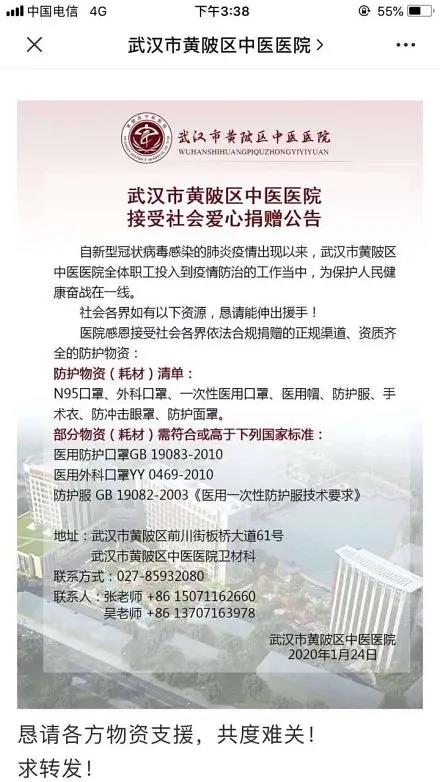 中国电信 4G 下午3:38 55%
武汉市黄陂区中医医院
武汉市黄陂区中医医院
WUHANSHIHUANGPIQUZHONGYIYIYUAN
武汉市黄陂区中医医院
接受社会爱心捐赠公告
自新型冠状病毒感染的肺炎疫情出现以来，武汉市黄陂区
中医医院全体职工投入到疫情防治的工作当中，为保护人民健
康奋战在一线。
社会各界如有以下资源，恳请能伸出援手！
医院感恩接受社会各界依法合规捐赠的正规渠道、资质齐
全的防护物资：
防护物资（耗材）清单：
N95口罩、外科口罩、一次性医用口罩、医用帽、防护服、手
术衣、防冲击眼罩、防护面罩。
部分物资（耗材）需符合或高于下列国家标准：
医用防护口罩GB 19083-2010
医用外科口罩YY 0469-2010
防护服 GB 19082-2003《医用一次性防护服技术要求》
地址：武汉市黄陂区前川街板桥大道61号
武汉市黄陂区中医医院卫材科
联系方式：027-85932080
联系人：张老师 +86 15071162660
吴老师 +86 13707163978
武汉市黄陂区中医医院
2020年1月24日
恳请各方物资支援，共度难关！
求转发！